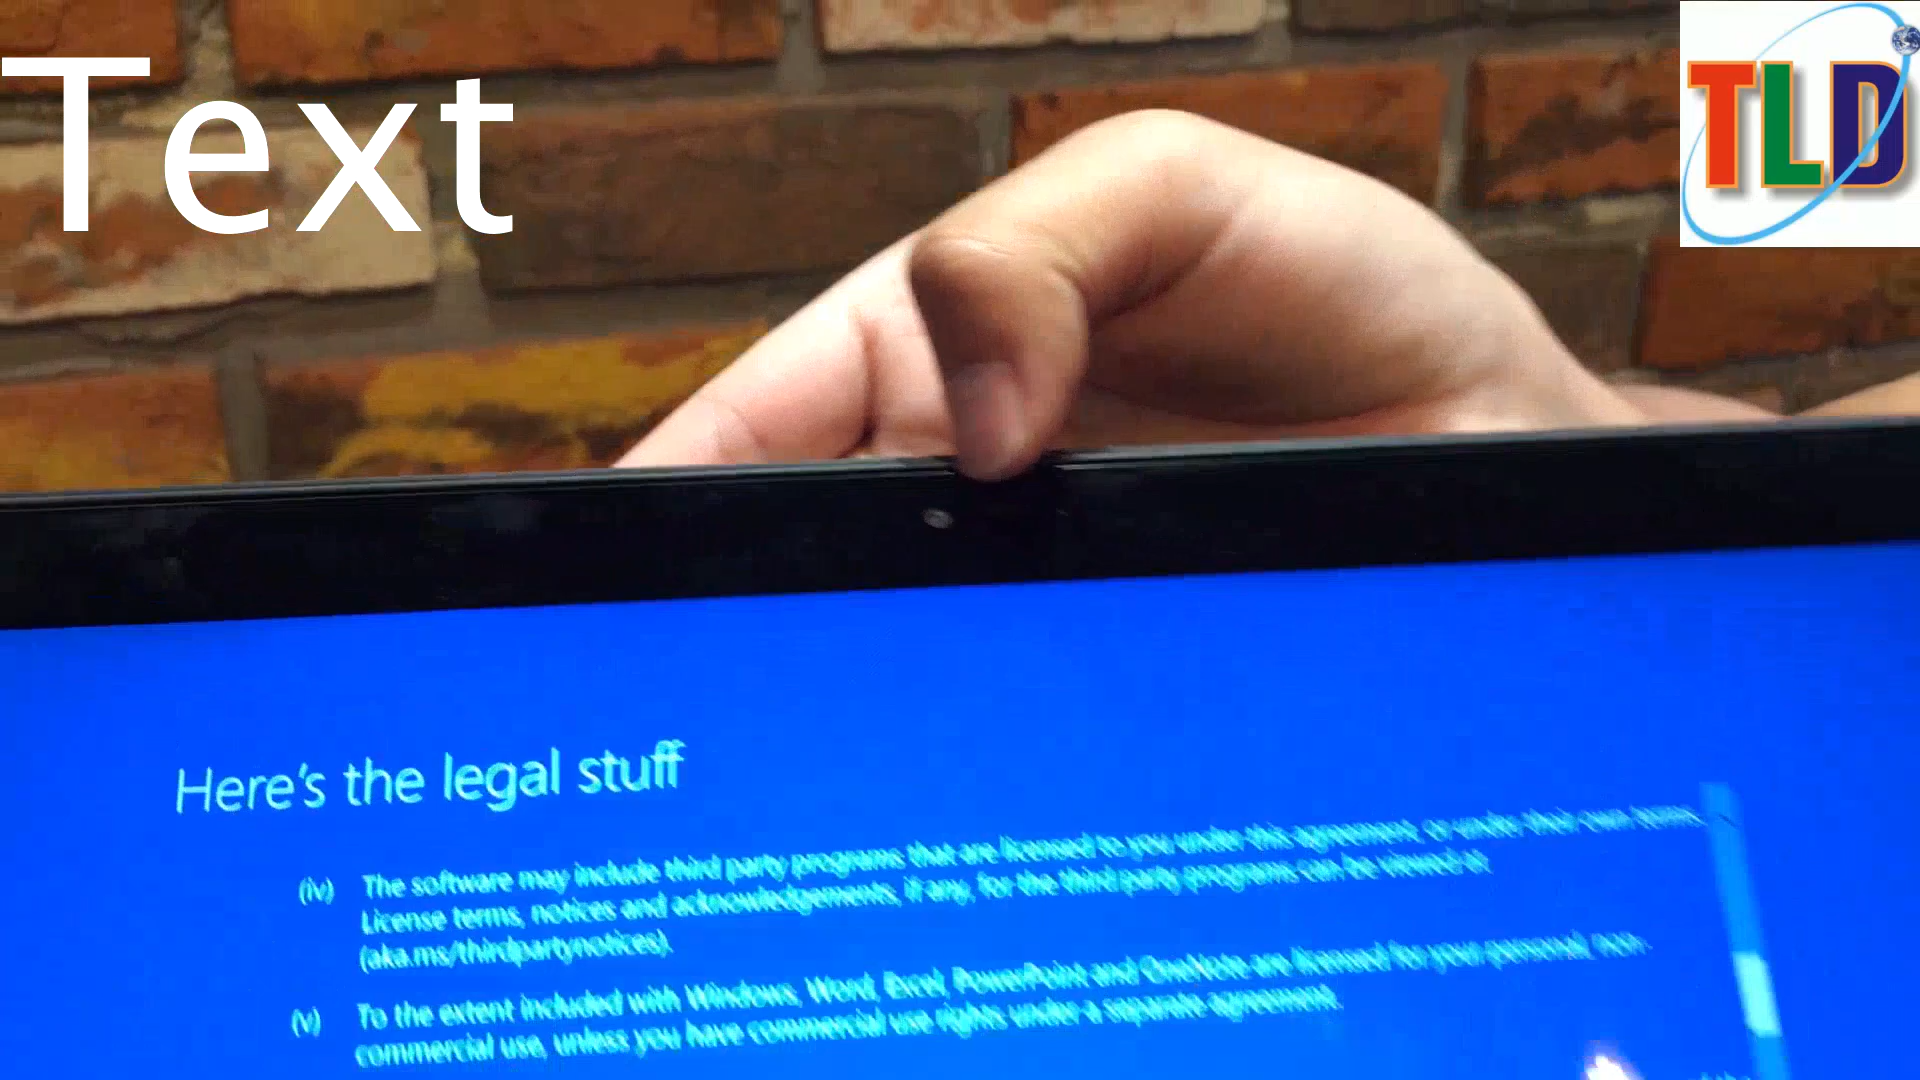 Text
TLD
Here's the legal stuff
(iv) The software may include third party programs that are licensed to you under this agreement, or under their own terms.
License terms, notices and acknowledgements, if any, for the third party programs can be viewed at
(aka.ms/thirdpartynotices).
(v) To the extent included with Windows, Word, Excel, PowerPoint and OneNote are licensed for your personal, non-
commercial use, unless you have commercial use rights under a separate agreement.